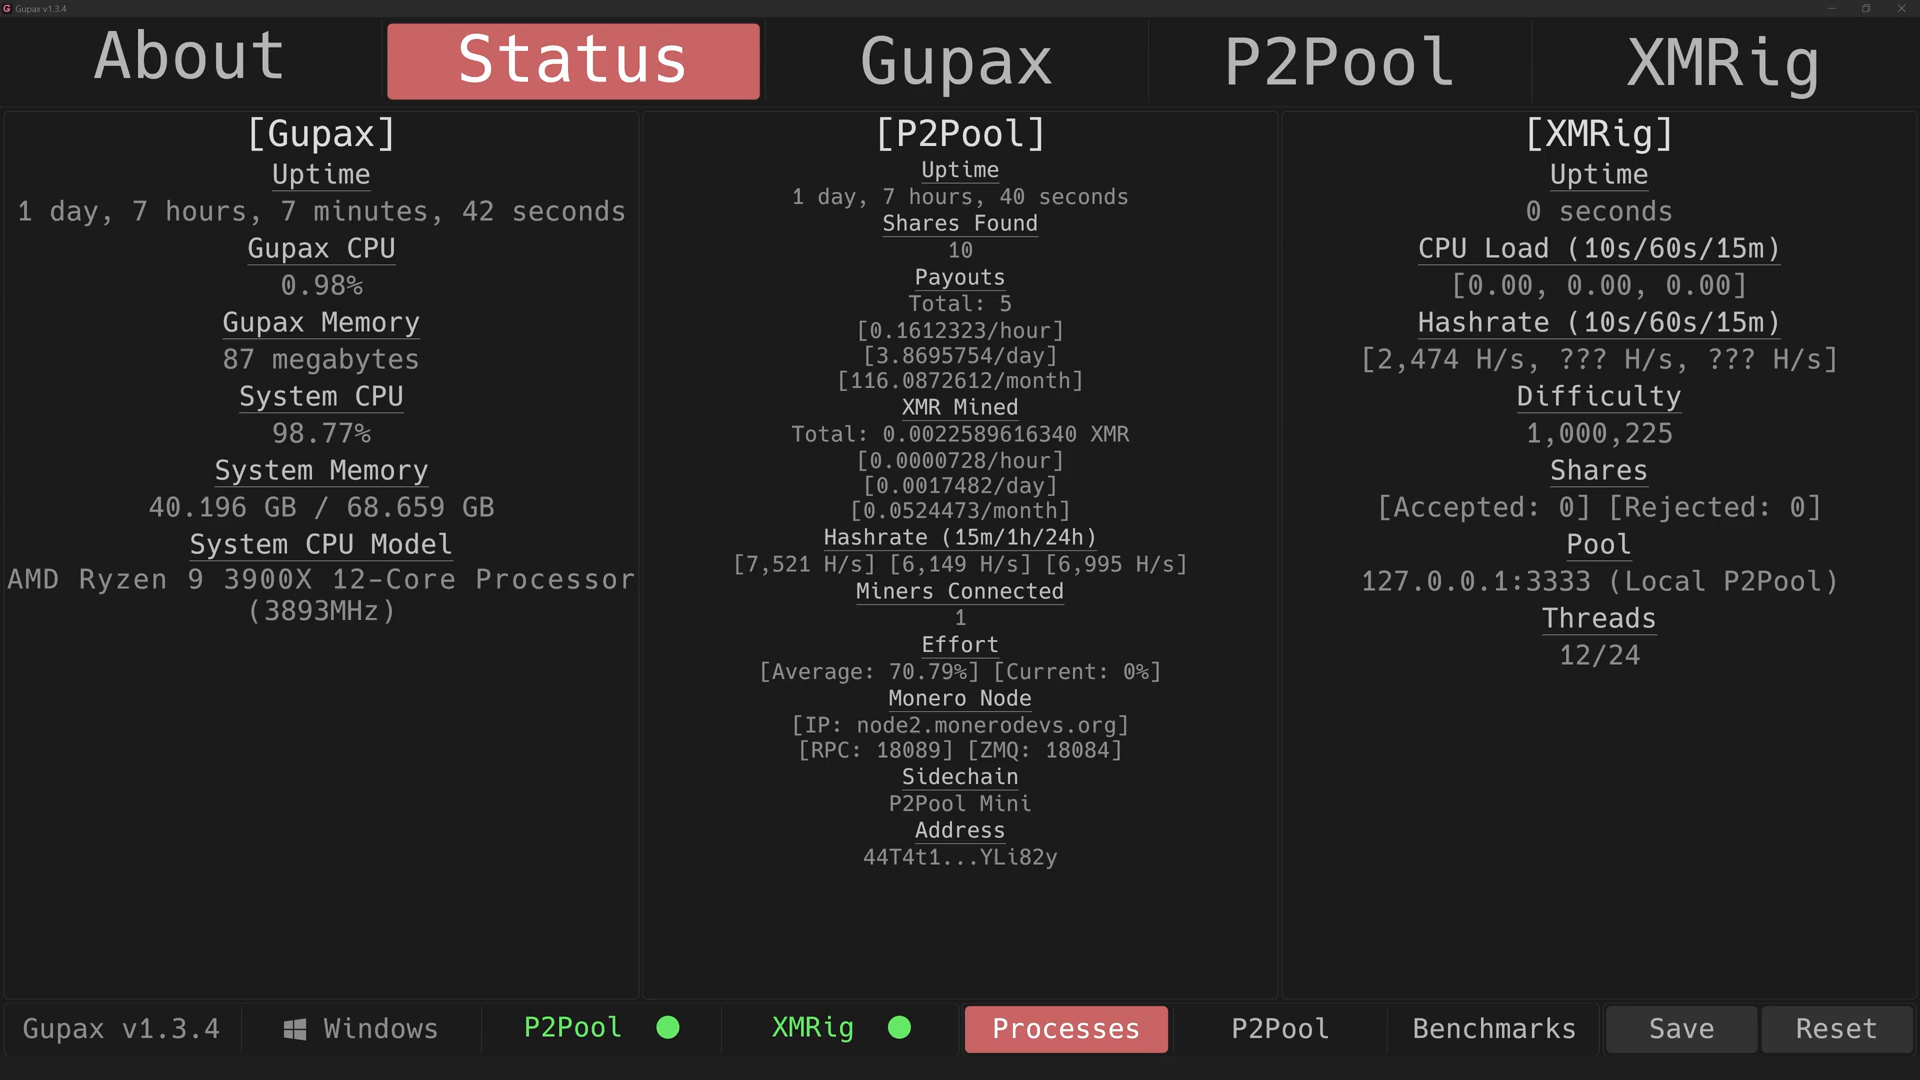 Gupax v1.3.4
About
Status
Gupax
P2Pool
XMRig
[Gupax]
Uptime
1 day, 7 hours, 7 minutes, 42 seconds
Gupax CPU
0.98%
Gupax Memory
87 megabytes
System CPU
98.77%
System Memory
40.196 GB / 68.659 GB
System CPU Model
AMD Ryzen 9 3900X 12-Core Processor
(3893MHz)
[P2Pool]
Uptime
1 day, 7 hours, 40 seconds
Shares Found
10
Payouts
Total: 5
[0.1612323/hour]
[3.8695754/day]
[116.0872612/month]
XMR Mined
Total: 0.0022589616340 XMR
[0.0000728/hour]
[0.0017482/day]
[0.0524473/month]
Hashrate (15m/1h/24h)
[7,521 H/s] [6,149 H/s] [6,995 H/s]
Miners Connected
1
Effort
[Average: 70.79%] [Current: 0%]
Monero Node
[IP: node2.monerodevs.org]
[RPC: 18089] [ZMQ: 18084]
Sidechain
P2Pool Mini
Address
44T4t1...YLi82y
[XMRig]
Uptime
0 seconds
CPU Load (10s/60s/15m)
[0.00, 0.00, 0.00]
Hashrate (10s/60s/15m)
[2,474 H/s, ??? H/s, ??? H/s]
Difficulty
1,000,225
Shares
[Accepted: 0] [Rejected: 0]
Pool
127.0.0.1:3333 (Local P2Pool)
Threads
12/24
Gupax v1.3.4
Windows
P2Pool
XMRig
Processes
P2Pool
Benchmarks
Save
Reset